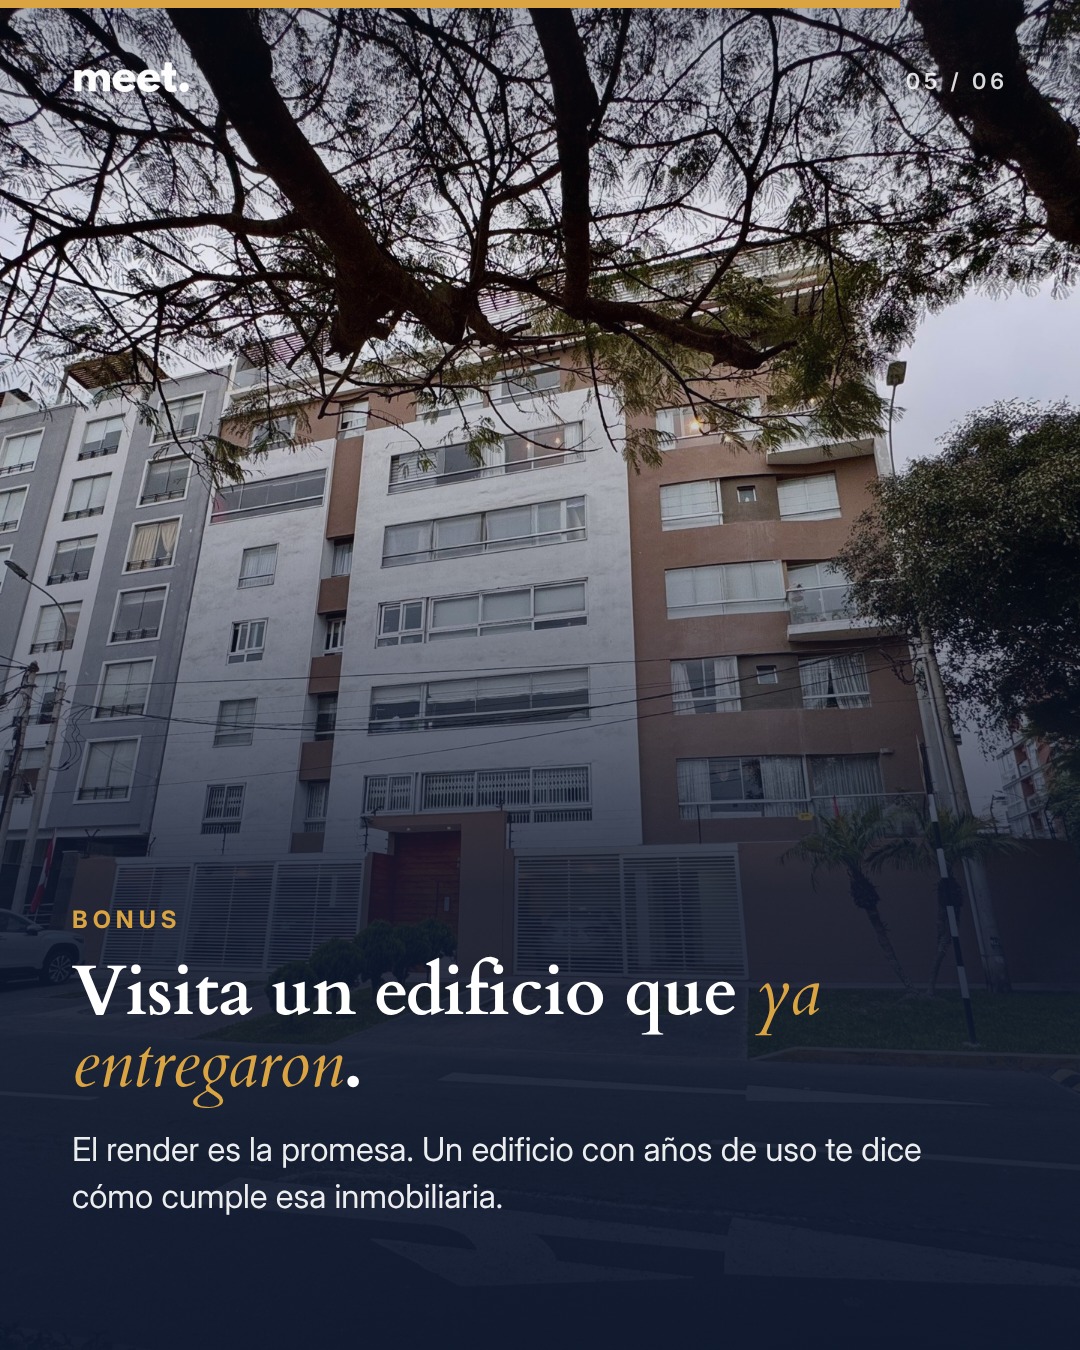 meet.
05 / 06
BONUS
Visita un edificio que ya
entregaron.
El render es la promesa. Un edificio con años de uso te dice
cómo cumple esa inmobiliaria.